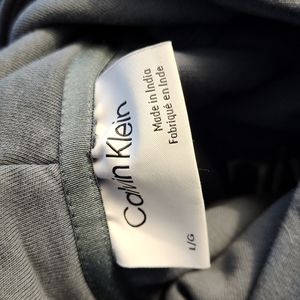 Calvin Klein
Made in India
Fabriqué en Inde
L/G